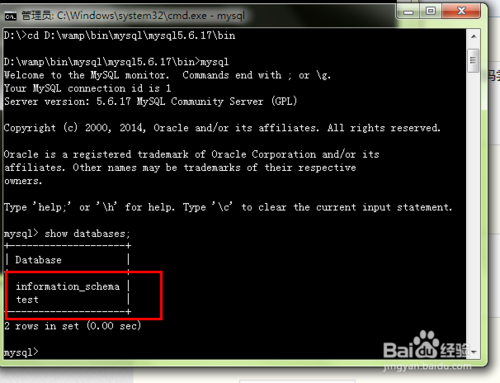 管理员: C:\Windows\system32\cmd.exe - mysql
D:\>cd D:\wamp\bin\mysql\mysql5.6.17\bin
D:\wamp\bin\mysql\mysql5.6.17\bin>mysql
Welcome to the MySQL monitor.  Commands end with ; or \g.
Your MySQL connection id is 1
Server version: 5.6.17 MySQL Community Server (GPL)
Copyright (c) 2000, 2014, Oracle and/or its affiliates. All rights reserved.
Oracle is a registered trademark of Oracle Corporation and/or its
affiliates. Other names may be trademarks of their respective
owners.
Type 'help;' or '\h' for help. Type '\c' to clear the current input statement.
mysql> show databases;
+--------------------+
| Database           |
+--------------------+
information_schema |
test               |
+--------------------+
2 rows in set (0.00 sec)
mysql>
Baidu经验
jingyan.baidu.com